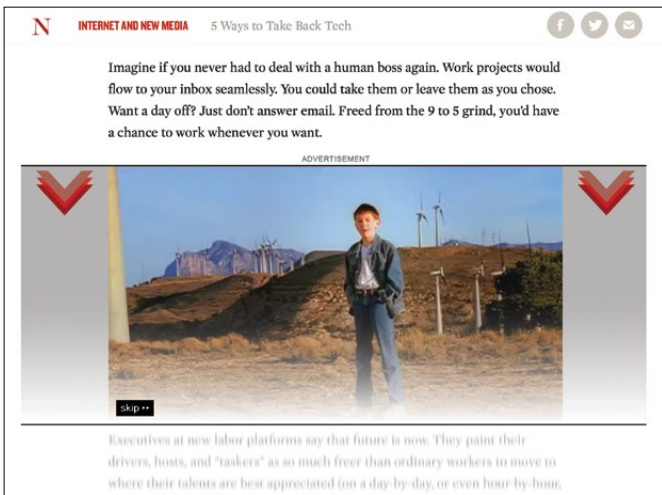 N INTERNET AND NEW MEDIA 5 Ways to Take Back Tech
Imagine if you never had to deal with a human boss again. Work projects would
flow to your inbox seamlessly. You could take them or leave them as you chose.
Want a day off? Just don't answer email. Freed from the 9 to 5 grind, you'd have
a chance to work whenever you want.
ADVERTISEMENT
skip
Executives at new labor platforms say that future is now. They paint their
drivers, hosts, and "taskers" as so much freer than ordinary workers to move to
where their talents are best appreciated (on a day-by-day, or even hour-by-hour,